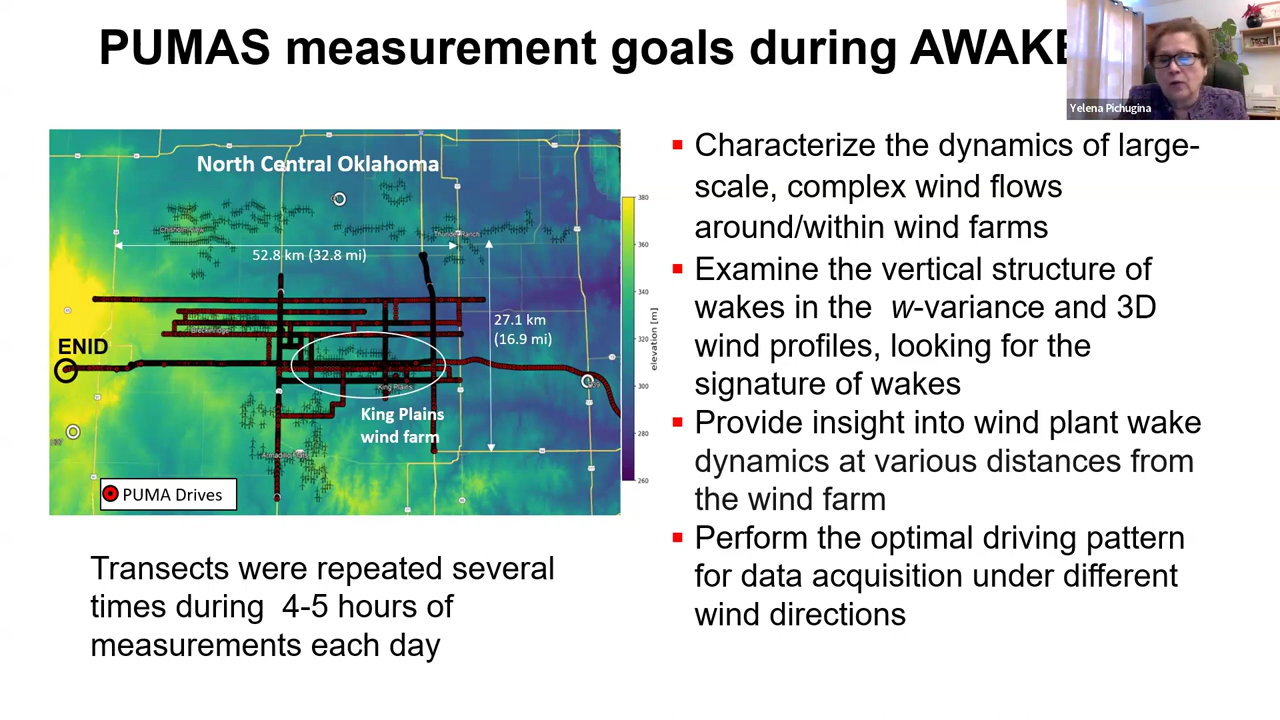 PUMAS measurement goals during AWAKE
Yelena Pichugina
North Central Oklahoma
52.8 km (32.8 mi)
27.1 km
(16.9 mi)
ENID
King Plains
King Plains
wind farm
Armadillo Flats
PUMA Drives
380
360
340
320
300
280
260
elevation [m]
Transects were repeated several
times during 4-5 hours of
measurements each day
▪ Characterize the dynamics of large-
scale, complex wind flows
around/within wind farms
▪ Examine the vertical structure of
wakes in the w-variance and 3D
wind profiles, looking for the
signature of wakes
▪ Provide insight into wind plant wake
dynamics at various distances from
the wind farm
▪ Perform the optimal driving pattern
for data acquisition under different
wind directions